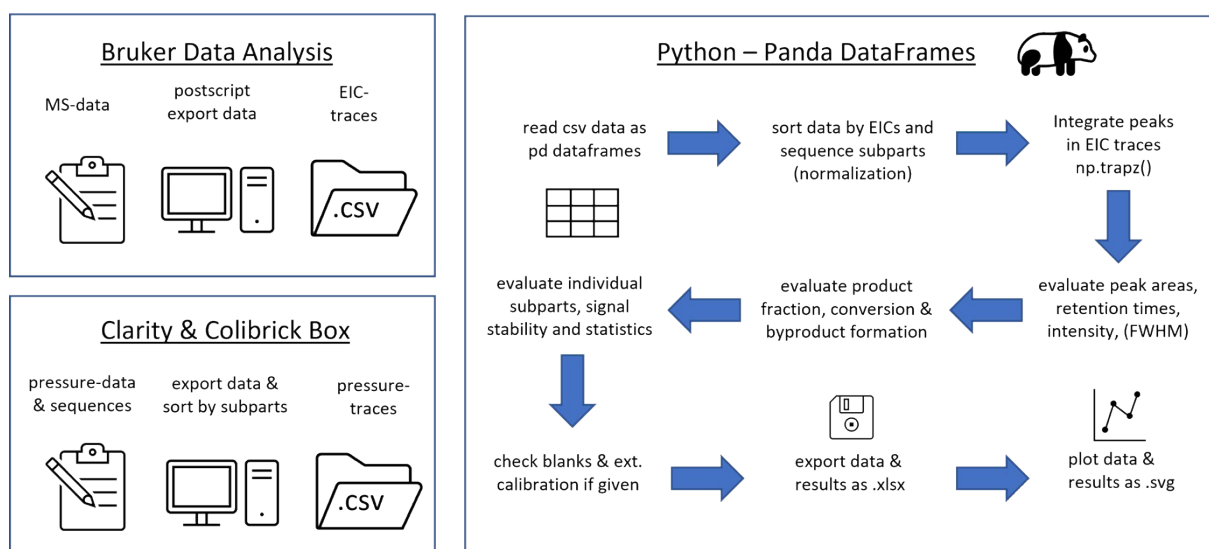 Bruker Data Analysis
MS-data
postscript
export data
EIC-
traces
.CSV
Clarity & Colibrick Box
pressure-data
& sequences
export data &
sort by subparts
pressure-
traces
.CSV
Python – Panda DataFrames
read csv data as
pd dataframes
sort data by EICs and
sequence subparts
(normalization)
Integrate peaks
in EIC traces
np.trapz()
evaluate peak areas,
retention times,
intensity, (FWHM)
evaluate product
fraction, conversion &
byproduct formation
evaluate individual
subparts, signal
stability and statistics
check blanks & ext.
calibration if given
export data &
results as .xlsx
plot data &
results as .svg